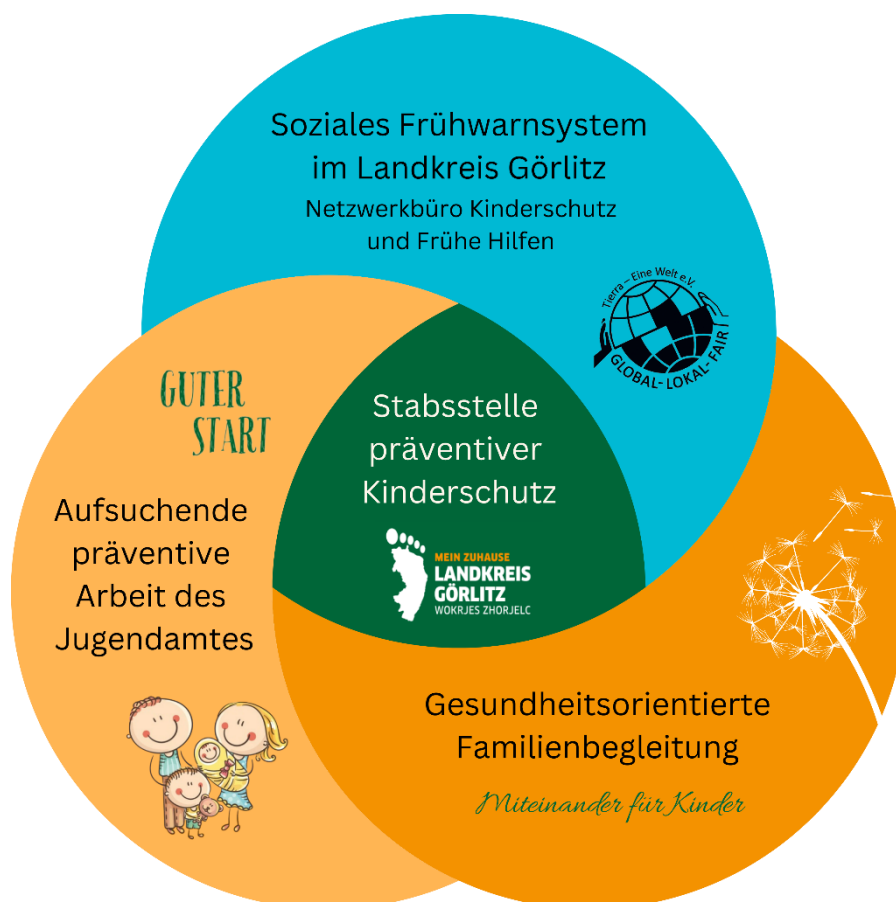 Soziales Frühwarnsystem
im Landkreis Görlitz
Netzwerkbüro Kinderschutz
und Frühe Hilfen
Tierra – Eine Welt e.V.
GLOBAL-LOKAL-FAIR
GUTER
START
Aufsuchende
präventive
Arbeit des
Jugendamtes
Stabsstelle
präventiver
Kinderschutz
MEIN ZUHAUSE
LANDKREIS
GÖRLITZ
WOKRJES ZHORJELC
Gesundheitsorientierte
Familienbegleitung
Miteinander für Kinder